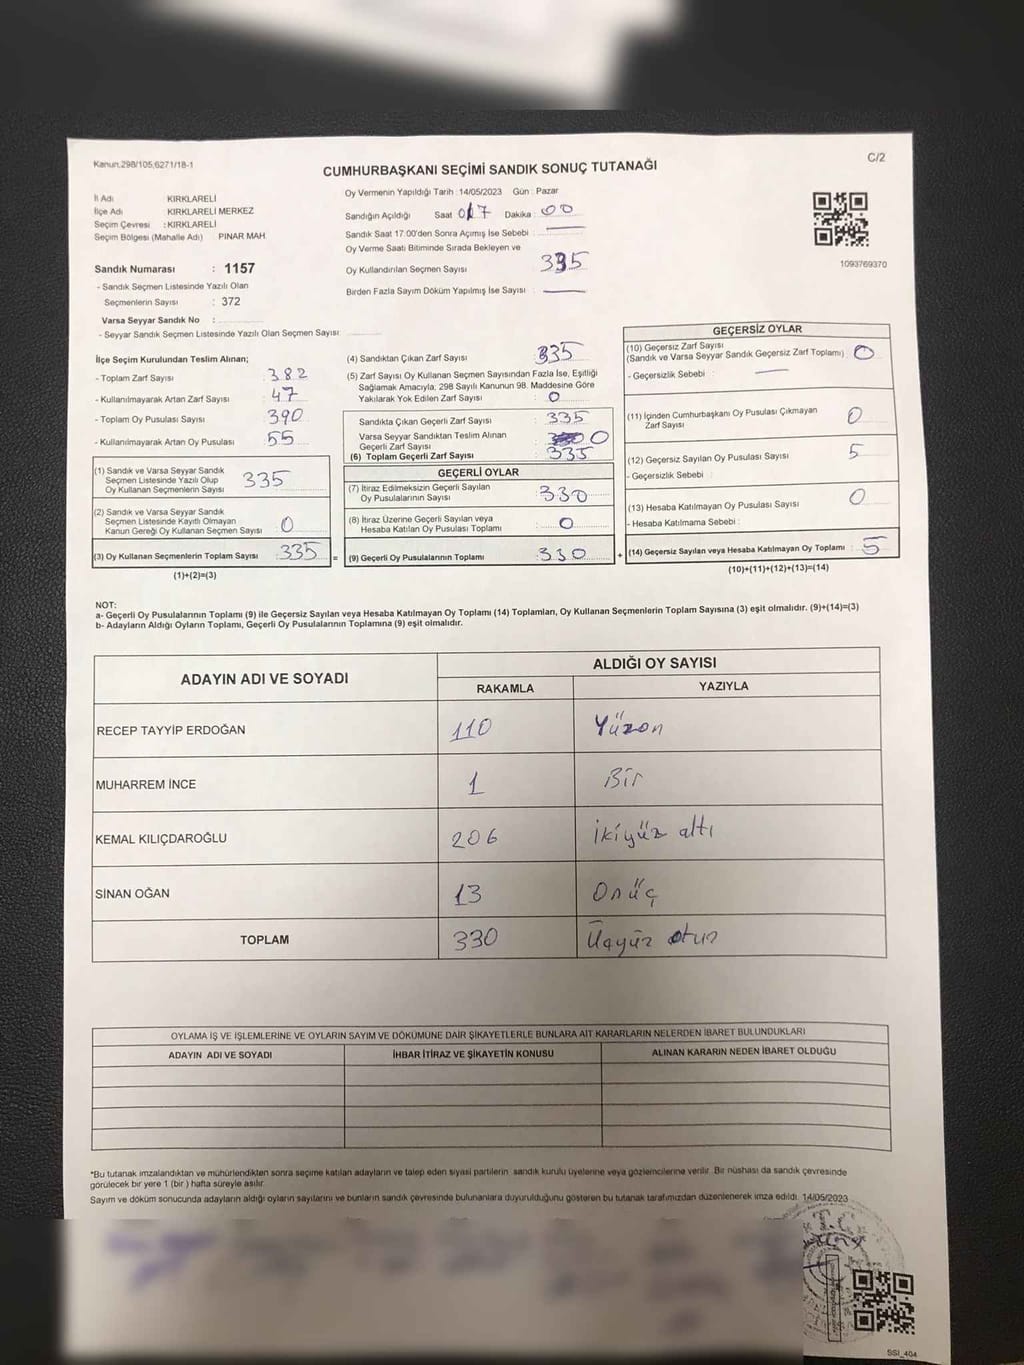 Kanun.298/105,6271/18-1
C/2
CUMHURBAŞKANI SEÇİMİ SANDIK SONUÇ TUTANAĞI
İl Adı KIRKLARELİ
İlçe Adı : KIRKLARELİ MERKEZ
Seçim Çevresi : KIRKLARELİ
Seçim Bölgesi (Mahalle Adı) PINAR MAH.
Sandık Numarası : 1157
- Sandık Seçmen Listesinde Yazılı Olan
Seçmenlerin Sayısı : 372
Varsa Seyyar Sandık No :
- Seyyar Sandık Seçmen Listesinde Yazılı Olan Seçmen Sayısı:
Oy Vermenin Yapıldığı Tarih : 14/05/2023 Gün : Pazar
Sandığın Açıldığı Saat 017 Dakika : 00
Sandık Saat 17:00'den Sonra Açımış İse Sebebi :
Oy Verme Saati Bitiminde Sırada Bekleyen ve
Oy Kullandırılan Seçmen Sayısı 335
Birden Fazla Sayım Döküm Yapılmış İse Sayısı :
1093769370
İlçe Seçim Kurulundan Teslim Alınan;
- Toplam Zarf Sayısı : 382
- Kullanılmayarak Artan Zarf Sayısı : 47
- Toplam Oy Pusulası Sayısı : 390
- Kullanılmayarak Artan Oy Pusulası : 55
(1) Sandık ve Varsa Seyyar Sandık
Seçmen Listesinde Yazılı Olup
Oy Kullanan Seçmenlerin Sayısı : 335
(2) Sandık ve Varsa Seyyar Sandık
Seçmen Listesinde Kayıtlı Olmayan
Kanun Gereği Oy Kullanan Seçmen Sayısı : 0
(3) Oy Kullanan Seçmenlerin Toplam Sayısı : 335 =
(1)+(2)=(3)
(4) Sandıktan Çıkan Zarf Sayısı : 335
(5) Zarf Sayısı Oy Kullanan Seçmen Sayısından Fazla İse, Eşitliği
Sağlamak Amacıyla, 298 Sayılı Kanunun 98. Maddesine Göre
Yakılarak Yok Edilen Zarf Sayısı : 0
Sandıkta Çıkan Geçerli Zarf Sayısı : 335
Varsa Seyyar Sandıktan Teslim Alınan
Geçerli Zarf Sayısı : 0
(6) Toplam Geçerli Zarf Sayısı : 335
GEÇERLİ OYLAR
(7) İtiraz Edilmeksizin Geçerli Sayılan
Oy Pusulalarının Sayısı : 330
(8) İtiraz Üzerine Geçerli Sayılan veya
Hesaba Katılan Oy Pusulası Toplamı : 0
(9) Geçerli Oy Pusulalarının Toplamı : 330 +
GEÇERSİZ OYLAR
(10) Geçersiz Zarf Sayısı
(Sandık ve Varsa Seyyar Sandık Geçersiz Zarf Toplamı) : 0
- Geçersizlik Sebebi :
(11) İçinden Cumhurbaşkanı Oy Pusulası Çıkmayan
Zarf Sayısı : 0
(12) Geçersiz Sayılan Oy Pusulası Sayısı : 5
- Geçersizlik Sebebi :
(13) Hesaba Katılmayan Oy Pusulası Sayısı : 0
- Hesaba Katılmama Sebebi :
(14) Geçersiz Sayılan veya Hesaba Katılmayan Oy Toplamı : 5
(10)+(11)+(12)+(13)=(14)
NOT:
a- Geçerli Oy Pusulalarının Toplamı (9) ile Geçersiz Sayılan veya Hesaba Katılmayan Oy Toplamı (14) Toplamları, Oy Kullanan Seçmenlerin Toplam Sayısına (3) eşit olmalıdır. (9)+(14)=(3)
b- Adayların Aldığı Oyların Toplamı, Geçerli Oy Pusulalarının Toplamına (9) eşit olmalıdır.
ADAYIN ADI VE SOYADI
ALDIĞI OY SAYISI
RAKAMLA YAZIYLA
RECEP TAYYİP ERDOĞAN 110 Yüzon
MUHARREM İNCE 1 Bir
KEMAL KILIÇDAROĞLU 206 İkiyüz altı
SİNAN OĞAN 13 Onüç
TOPLAM 330 Üçyüz otuz
OYLAMA İŞ VE İŞLEMLERİNE VE OYLARIN SAYIM VE DÖKÜMÜNE DAİR ŞİKAYETLERLE BUNLARA AİT KARARLARIN NELERDEN İBARET BULUNDUKLARI
ADAYIN ADI VE SOYADI İHBAR İTİRAZ VE ŞİKAYETİN KONUSU ALINAN KARARIN NEDEN İBARET OLDUĞU
*Bu tutanak imzalandıktan ve mühürlendikten sonra seçime katılan adayların ve talep eden siyasi partilerin sandık kurulu üyelerine veya gözlemcilerine verilir. Bir nüshası da sandık çevresinde
görülecek bir yere 1 (bir) hafta süreyle asılır.
Sayım ve döküm sonucunda adayların aldığı oyların sayılarını ve bunların sandık çevresinde bulunanlara duyurulduğunu gösteren bu tutanak tarafımızdan düzenlenerek imza edildi. 14/05/2023
T.C.
SSI_404